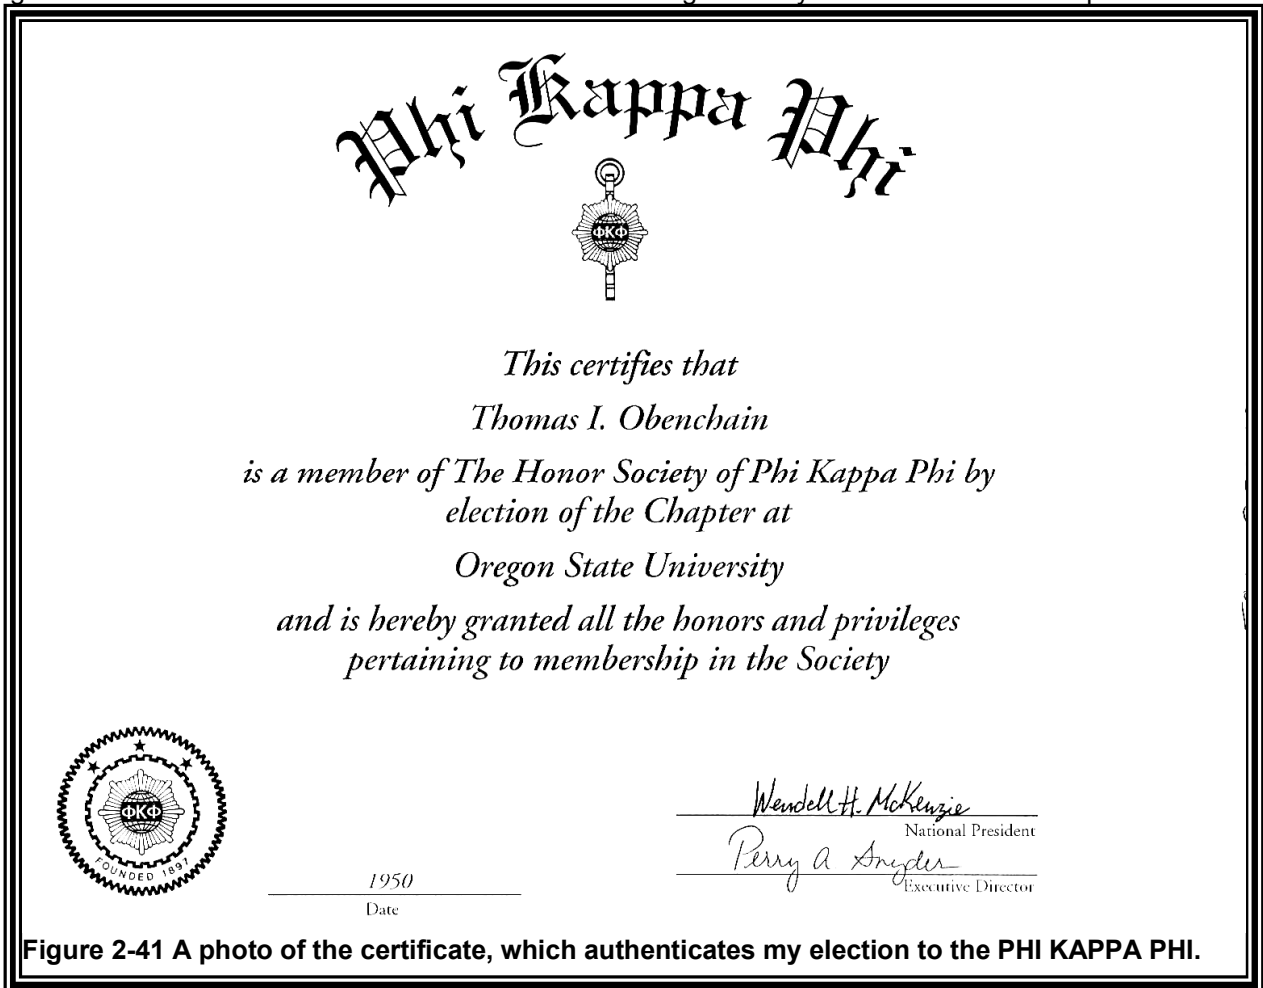 Phi Kappa Phi
ΦΚΦ
This certifies that
Thomas I. Obenchain
is a member of The Honor Society of Phi Kappa Phi by
election of the Chapter at
Oregon State University
and is hereby granted all the honors and privileges
pertaining to membership in the Society
ΦΚΦ
FOUNDED 1897
Wendell H. McKenzie
National President
Perry A Snyder
Executive Director
1950
Date
Figure 2-41 A photo of the certificate, which authenticates my election to the PHI KAPPA PHI.